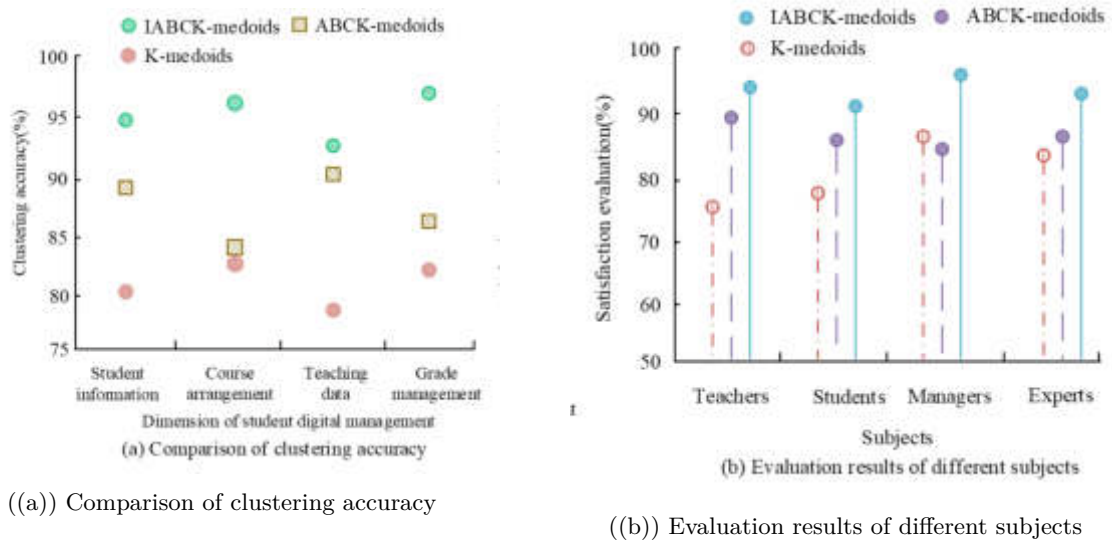 IABCK-medoids ABCK-medoids
K-medoids
100
95
90
85
80
75
Clustering accuracy(%)
Student information
Course arrangement
Teaching data
Grade management
Dimension of student digital management
(a) Comparison of clustering accuracy
((a)) Comparison of clustering accuracy
IABCK-medoids ABCK-medoids
K-medoids
100
90
80
70
60
50
Satisfaction evaluation(%)
Teachers Students Managers Experts
Subjects
(b) Evaluation results of different subjects
((b)) Evaluation results of different subjects